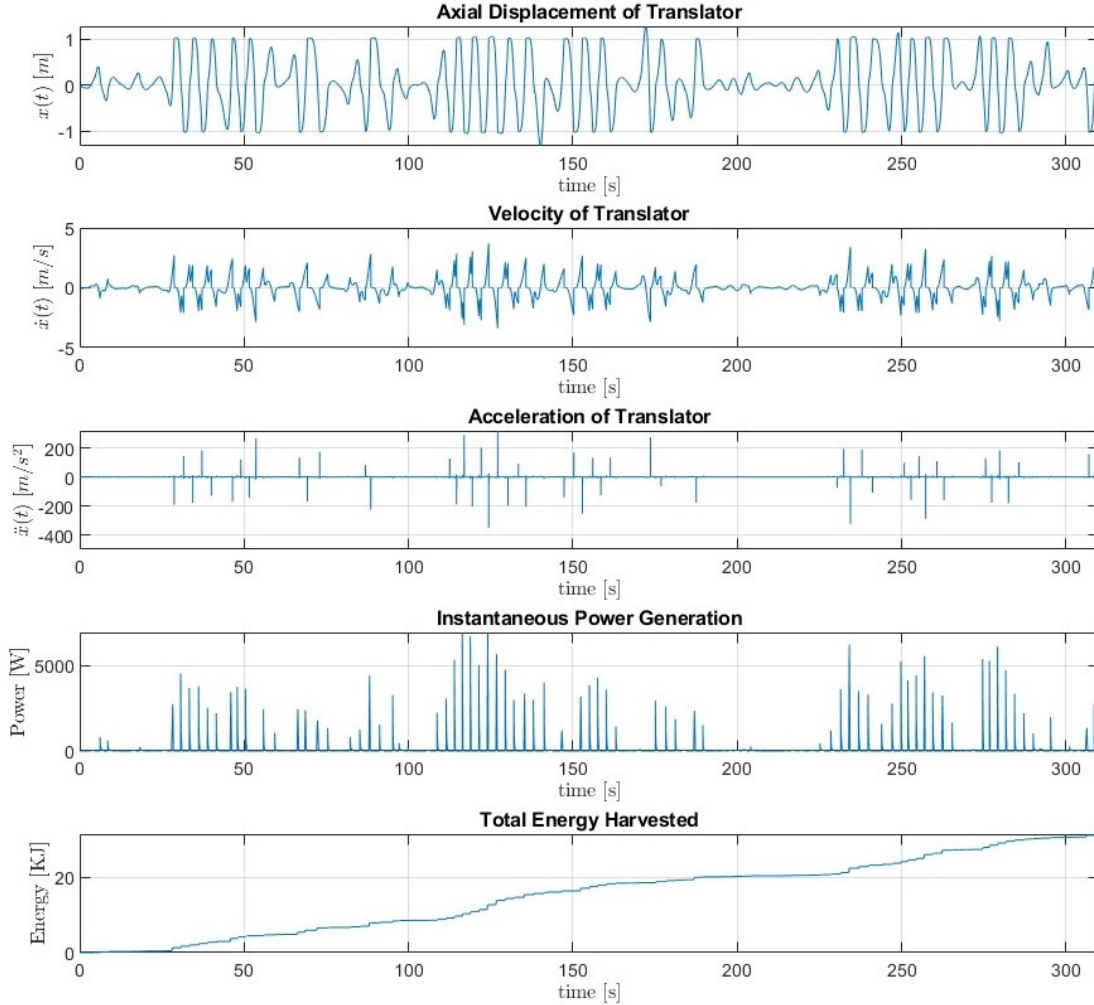 Axial Displacement of Translator
x(t) [m]
1
0
-1
0 50 100 150 200 250 300
time [s]
Velocity of Translator
ẋ(t) [m/s]
5
0
-5
0 50 100 150 200 250 300
time [s]
Acceleration of Translator
ẍ(t) [m/s²]
200
0
-200
-400
0 50 100 150 200 250 300
time [s]
Instantaneous Power Generation
Power [W]
5000
0
0 50 100 150 200 250 300
time [s]
Total Energy Harvested
Energy [KJ]
20
0
0 50 100 150 200 250 300
time [s]